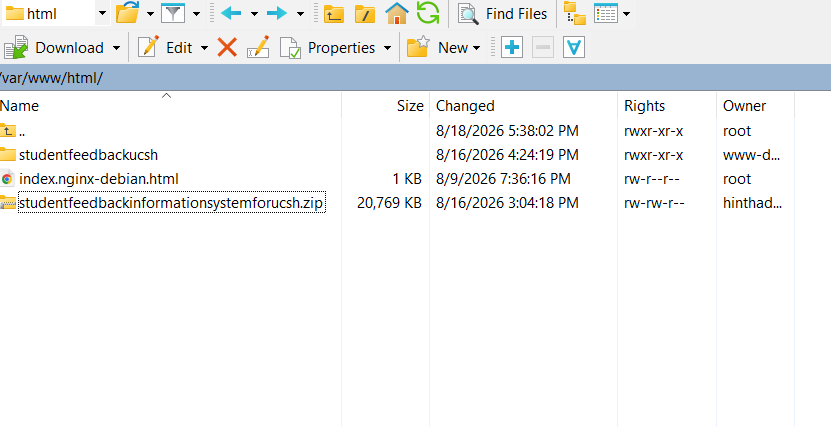 html Find Files
Download Edit Properties New
/var/www/html/
Name Size Changed Rights Owner
.. 8/18/2026 5:38:02 PM rwxr-xr-x root
studentfeedbackucsh 8/16/2026 4:24:19 PM rwxr-xr-x www-d...
index.nginx-debian.html 1 KB 8/9/2026 7:36:16 PM rw-r--r-- root
studentfeedbackinformationsystemforucsh.zip 20,769 KB 8/16/2026 3:04:18 PM rw-rw-r-- hinthad...